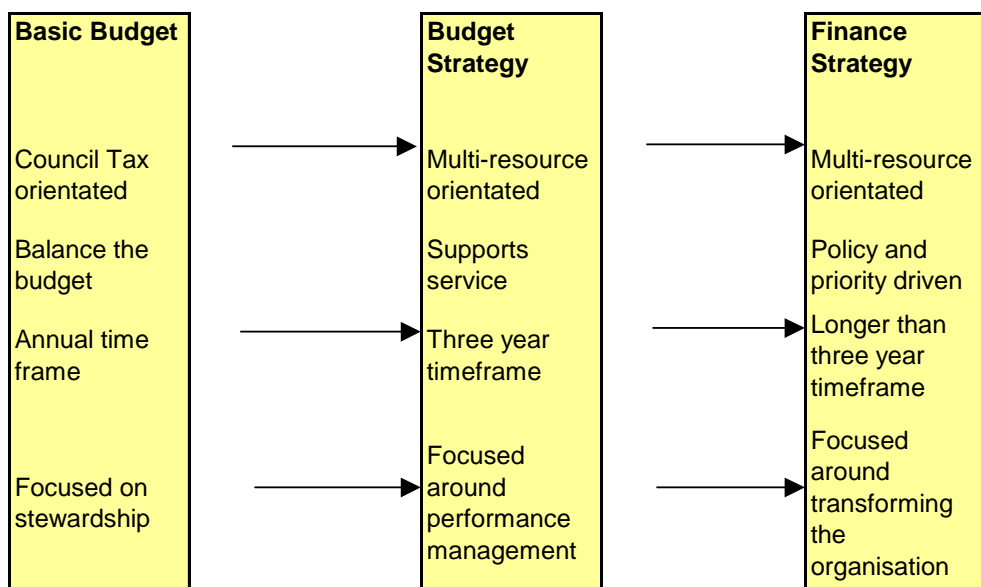 Basic Budget
Council Tax
orientated
Balance the
budget
Annual time
frame
Focused on
stewardship
Budget
Strategy
Multi-resource
orientated
Supports
service
Three year
timeframe
Focused
around
performance
management
Finance
Strategy
Multi-resource
orientated
Policy and
priority driven
Longer than
three year
timeframe
Focused
around
transforming
the
organisation